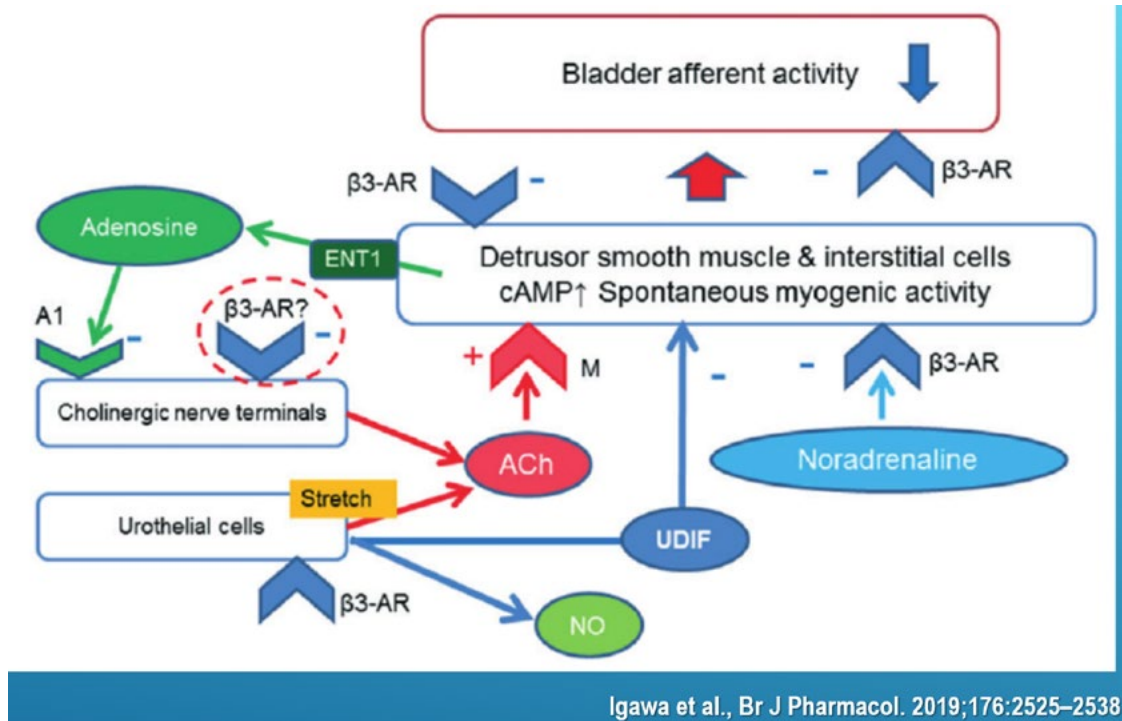 Bladder afferent activity
β3-AR
-
-
β3-AR
Adenosine
ENT1
Detrusor smooth muscle & interstitial cells
cAMP↑ Spontaneous myogenic activity
A1
-
β3-AR?
-
+
M
-
-
β3-AR
Cholinergic nerve terminals
ACh
Noradrenaline
Stretch
Urothelial cells
UDIF
β3-AR
NO
Igawa et al., Br J Pharmacol. 2019;176:2525–2538